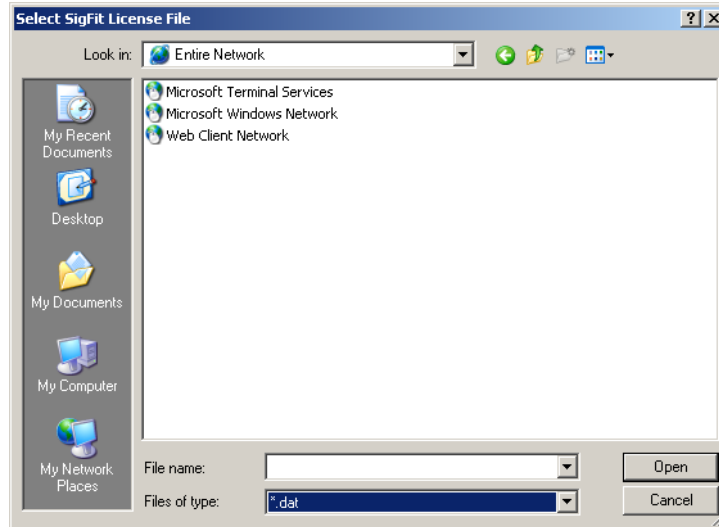 Select SigFit License File
Look in:
Entire Network
Microsoft Terminal Services
Microsoft Windows Network
Web Client Network
My Recent
Documents
Desktop
My Documents
My Computer
My Network
Places
File name:
Open
Files of type:
*.dat
Cancel